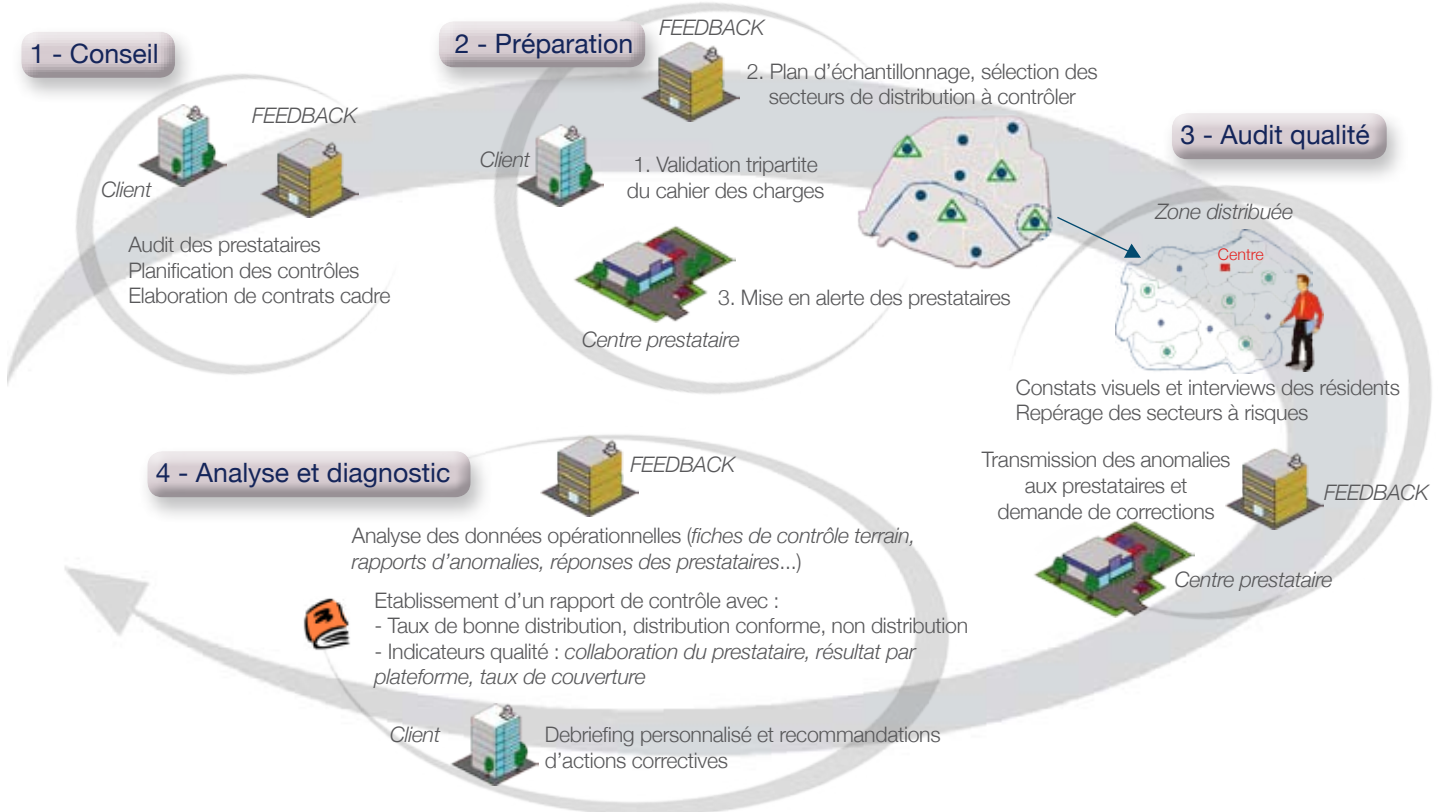 1 - Conseil
FEEDBACK
Client
Audit des prestataires
Planification des contrôles
Elaboration de contrats cadre
2 - Préparation
FEEDBACK
2. Plan d’échantillonnage, sélection des
secteurs de distribution à contrôler
Client
1. Validation tripartite
du cahier des charges
3. Mise en alerte des prestataires
Centre prestataire
3 - Audit qualité
Zone distribuée
Centre
Constats visuels et interviews des résidents
Repérage des secteurs à risques
Transmission des anomalies
aux prestataires et
demande de corrections
FEEDBACK
Centre prestataire
4 - Analyse et diagnostic
FEEDBACK
Analyse des données opérationnelles (fiches de contrôle terrain,
rapports d’anomalies, réponses des prestataires...)
Etablissement d’un rapport de contrôle avec :
- Taux de bonne distribution, distribution conforme, non distribution
- Indicateurs qualité : collaboration du prestataire, résultat par
plateforme, taux de couverture
Client
Debriefing personnalisé et recommandations
d’actions correctives